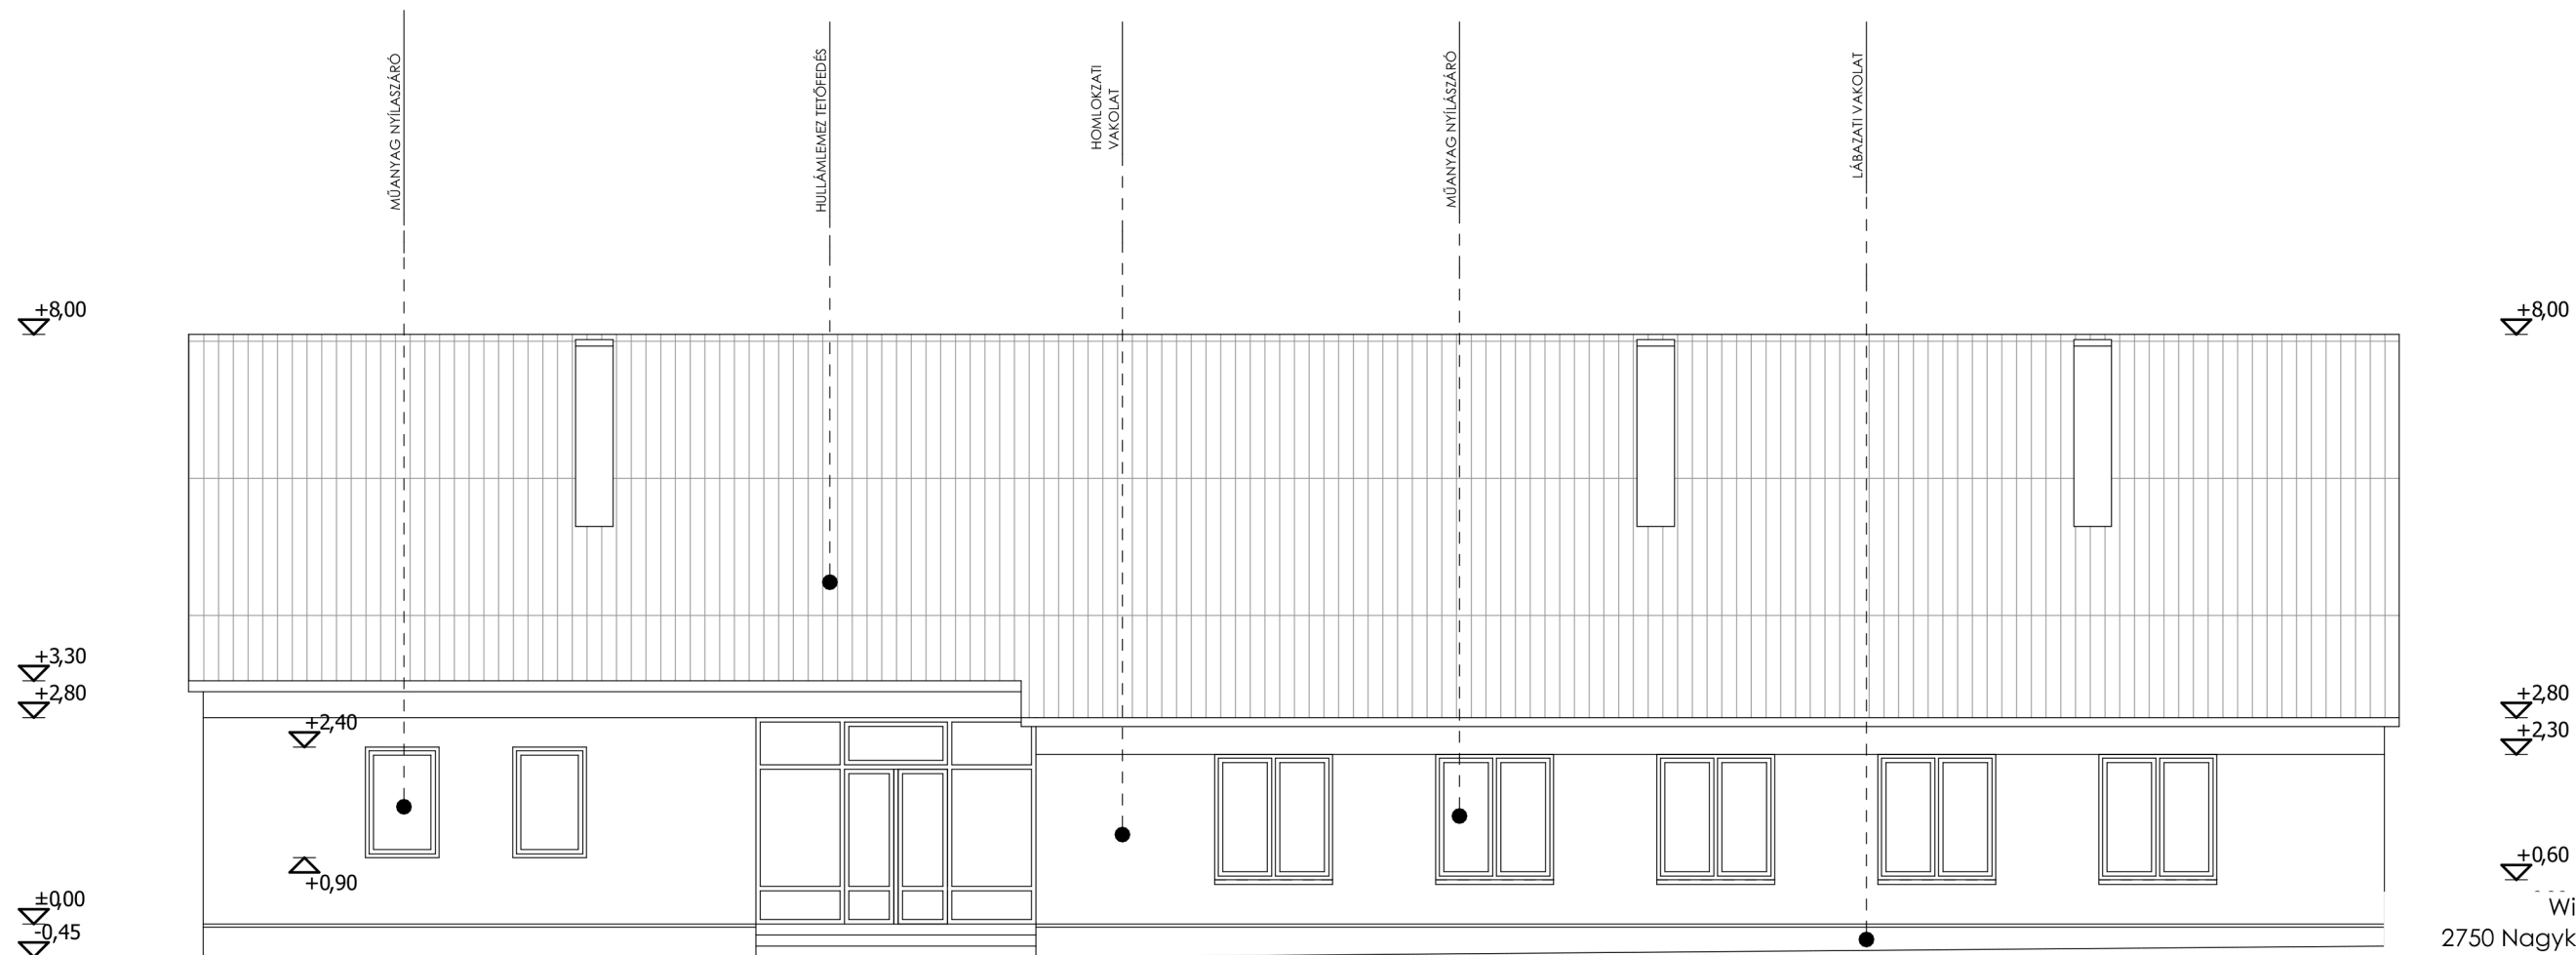 MŰANYAG NYÍLASZÁRÓ
HULLÁMLEMEZ TETŐFEDÉS
HOMLOKZATI
VAKOLAT
MŰANYAG NYÍLÁSZÁRÓ
LÁBAZATI VAKOLAT
+8,00
+8,00
+3,30
+2,80
+2,80
+2,40
+2,30
+0,60
+0,90
±0,00
-0,45
Wi
2750 Nagyk